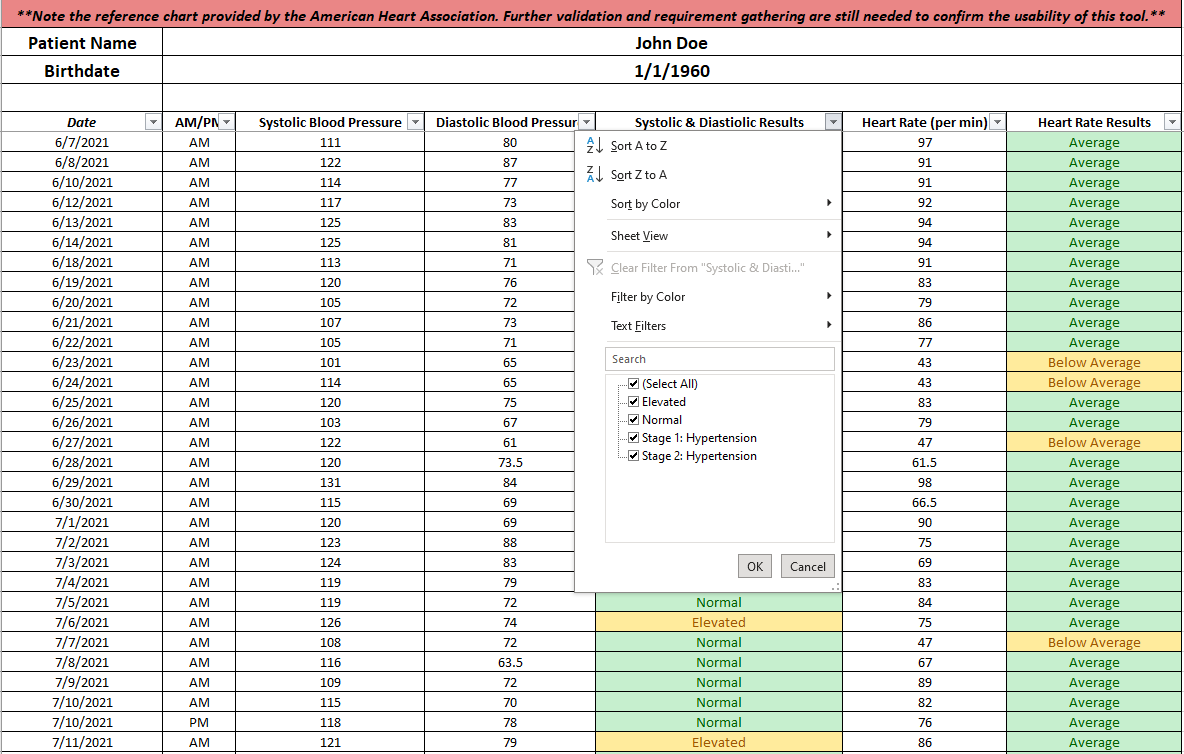 **Note the reference chart provided by the American Heart Association. Further validation and requirement gathering are still needed to confirm the usability of this tool.**
Patient Name John Doe
Birthdate 1/1/1960
Date AM/PM Systolic Blood Pressure Diastolic Blood Pressur Systolic & Diastiolic Results Heart Rate (per min) Heart Rate Results
6/7/2021 AM 111 80 97 Average
6/8/2021 AM 122 87 91 Average
6/10/2021 AM 114 77 91 Average
6/12/2021 AM 117 73 92 Average
6/13/2021 AM 125 83 94 Average
6/14/2021 AM 125 81 94 Average
6/18/2021 AM 113 71 91 Average
6/19/2021 AM 120 76 83 Average
6/20/2021 AM 105 72 79 Average
6/21/2021 AM 107 73 86 Average
6/22/2021 AM 105 71 77 Average
6/23/2021 AM 101 65 43 Below Average
6/24/2021 AM 114 65 43 Below Average
6/25/2021 AM 120 75 83 Average
6/26/2021 AM 103 67 79 Average
6/27/2021 AM 122 61 47 Below Average
6/28/2021 AM 120 73.5 61.5 Average
6/29/2021 AM 131 84 98 Average
6/30/2021 AM 115 69 66.5 Average
7/1/2021 AM 120 69 90 Average
7/2/2021 AM 123 88 75 Average
7/3/2021 AM 124 83 69 Average
7/4/2021 AM 119 79 83 Average
7/5/2021 AM 119 72 Normal 84 Average
7/6/2021 AM 126 74 Elevated 75 Average
7/7/2021 AM 108 72 Normal 47 Below Average
7/8/2021 AM 116 63.5 Normal 67 Average
7/9/2021 AM 109 72 Normal 89 Average
7/10/2021 AM 115 70 Normal 82 Average
7/10/2021 PM 118 78 Normal 76 Average
7/11/2021 AM 121 79 Elevated 86 Average
Sort A to Z
Sort Z to A
Sort by Color
Sheet View
Clear Filter From "Systolic & Diasti..."
Filter by Color
Text Filters
Search
(Select All)
Elevated
Normal
Stage 1: Hypertension
Stage 2: Hypertension
OK Cancel